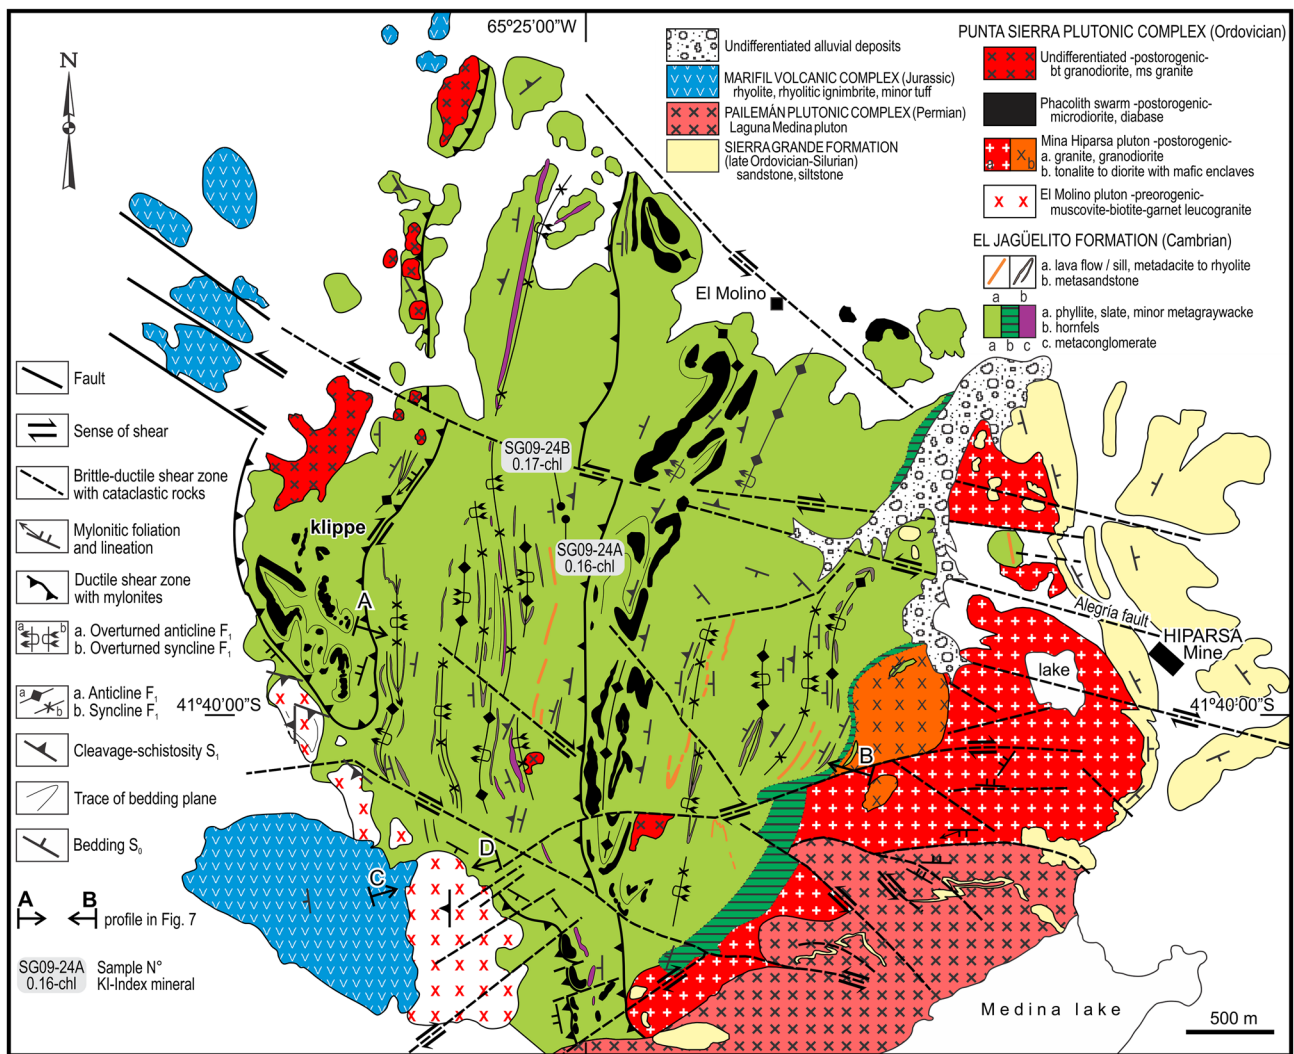 65º25'00"W
N
Undifferentiated alluvial deposits
MARIFIL VOLCANIC COMPLEX (Jurassic)
rhyolite, rhyolitic ignimbrite, minor tuff
PAILEMÁN PLUTONIC COMPLEX (Permian)
Laguna Medina pluton
SIERRA GRANDE FORMATION
(late Ordovician-Silurian)
sandstone, siltstone
PUNTA SIERRA PLUTONIC COMPLEX (Ordovician)
Undifferentiated -postorogenic-
bt granodiorite, ms granite
Phacolith swarm -postorogenic-
microdiorite, diabase
a
b
Mina Hiparsa pluton -postorogenic-
a. granite, granodiorite
b. tonalite to diorite with mafic enclaves
El Molino pluton -preorogenic-
muscovite-biotite-garnet leucogranite
EL JAGÜELITO FORMATION (Cambrian)
a. lava flow / sill, metadacite to rhyolite
b. metasandstone
a b
a. phyllite, slate, minor metagraywacke
b. hornfels
c. metaconglomerate
a b c
El Molino
Fault
Sense of shear
Brittle-ductile shear zone
with cataclastic rocks
Mylonitic foliation
and lineation
Ductile shear zone
with mylonites
a b
a. Overturned anticline F1
b. Overturned syncline F1
a
b
a. Anticline F1
b. Syncline F1
Cleavage-schistosity S1
Trace of bedding plane
Bedding S0
A B
profile in Fig. 7
SG09-24A
0.16-chl
Sample N°
KI-Index mineral
SG09-24B
0.17-chl
SG09-24A
0.16-chl
klippe
A
41º40'00"S
Alegría fault
HIPARSA
Mine
lake
41º40'00"S
B
D
C
Medina lake
500 m